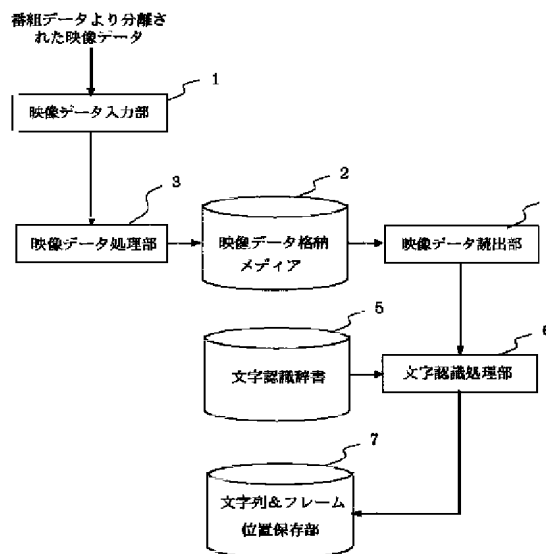 番組データより分離さ
れた映像データ
1
映像データ入力部
3
2
映像データ処理部
映像データ格納
メディア
映像データ読出部
5
6
文字認識辞書
文字認識処理部
7
文字列&フレーム
位置保存部